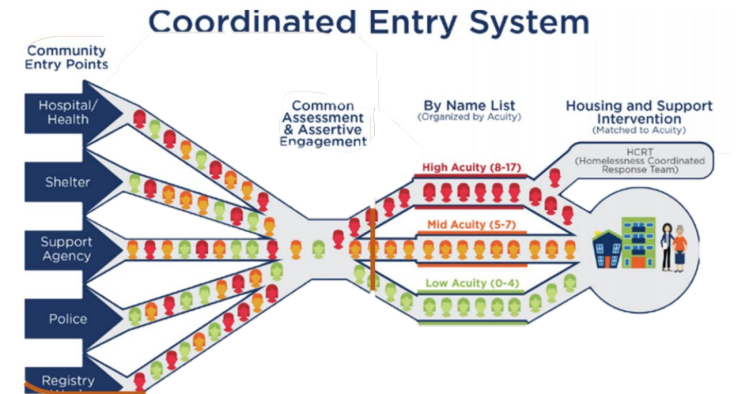 Coordinated Entry System
Community
Entry Points
Hospital/
Health
Shelter
Support
Agency
Police
Registry
Common
Assessment
& Assertive
Engagement
By Name List
(Organized by Acuity)
High Acuity (8-17)
Mid Acuity (5-7)
Low Acuity (0-4)
Housing and Support
Intervention
(Matched to Acuity)
HCRT
(Homelessness Coordinated
Response Team)